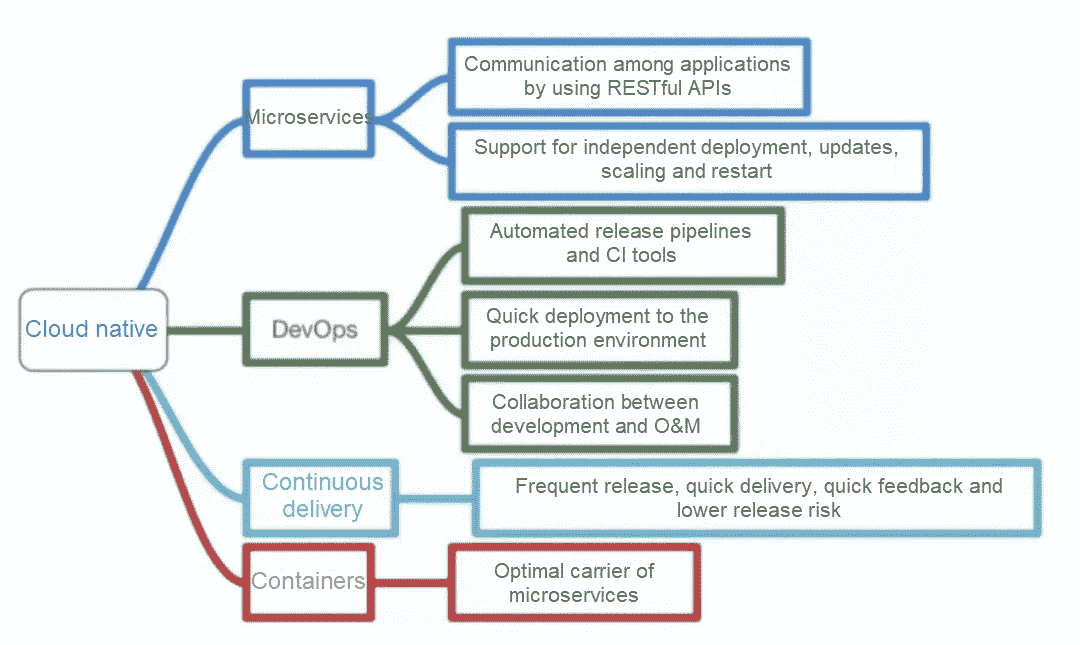 Cloud native
Microservices
Communication among applications
by using RESTful APIs
Support for independent deployment, updates,
scaling and restart
DevOps
Automated release pipelines
and CI tools
Quick deployment to the
production environment
Collaboration between
development and O&M
Continuous
delivery
Frequent release, quick delivery, quick feedback and
lower release risk
Containers
Optimal carrier of
microservices